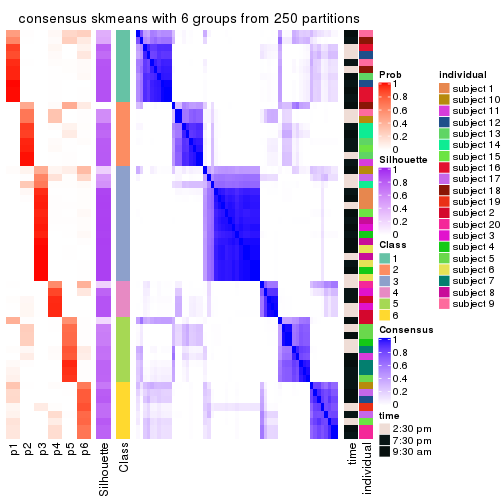 consensus skmeans with 6 groups from 250 partitions
Prob
1
0.8
0.6
0.4
0.2
0
Silhouette
1
0.8
0.6
0.4
0.2
0
Class
1
2
3
4
5
6
Consensus
1
0.8
0.6
0.4
0.2
0
time
2:30 pm
7:30 pm
9:30 am
individual
subject 1
subject 10
subject 11
subject 12
subject 13
subject 14
subject 15
subject 16
subject 17
subject 18
subject 19
subject 2
subject 20
subject 3
subject 4
subject 5
subject 6
subject 7
subject 8
subject 9
p1
p2
p3
p4
p5
p6
Silhouette
Class
time
individual